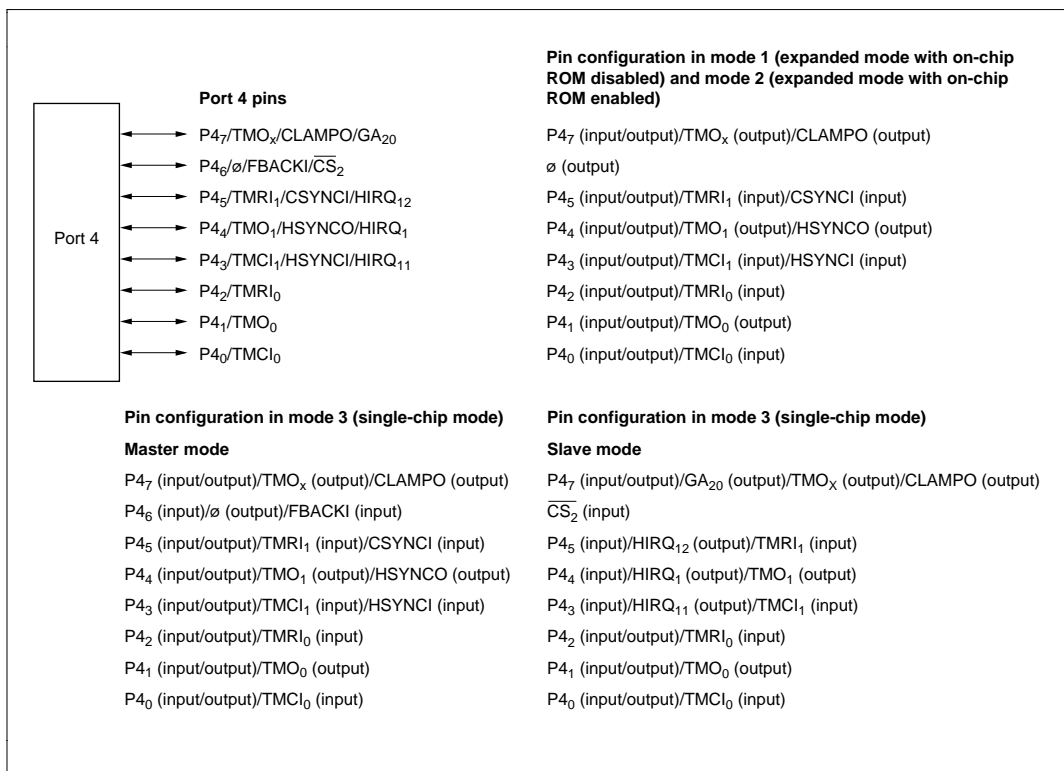 Pin configuration in mode 1 (expanded mode with on-chip
ROM disabled) and mode 2 (expanded mode with on-chip
ROM enabled)
Port 4 pins
Port 4
P4₇/TMOₓ/CLAMPO/GA₂₀
P4₆/ø/FBACKI/C̅S̅₂
P4₅/TMRI₁/CSYNCI/HIRQ₁₂
P4₄/TMO₁/HSYNCO/HIRQ₁
P4₃/TMCI₁/HSYNCI/HIRQ₁₁
P4₂/TMRI₀
P4₁/TMO₀
P4₀/TMCI₀
P4₇ (input/output)/TMOₓ (output)/CLAMPO (output)
ø (output)
P4₅ (input/output)/TMRI₁ (input)/CSYNCI (input)
P4₄ (input/output)/TMO₁ (output)/HSYNCO (output)
P4₃ (input/output)/TMCI₁ (input)/HSYNCI (input)
P4₂ (input/output)/TMRI₀ (input)
P4₁ (input/output)/TMO₀ (output)
P4₀ (input/output)/TMCI₀ (input)
Pin configuration in mode 3 (single-chip mode)
Master mode
P4₇ (input/output)/TMOₓ (output)/CLAMPO (output)
P4₆ (input)/ø (output)/FBACKI (input)
P4₅ (input/output)/TMRI₁ (input)/CSYNCI (input)
P4₄ (input/output)/TMO₁ (output)/HSYNCO (output)
P4₃ (input/output)/TMCI₁ (input)/HSYNCI (input)
P4₂ (input/output)/TMRI₀ (input)
P4₁ (input/output)/TMO₀ (output)
P4₀ (input/output)/TMCI₀ (input)
Pin configuration in mode 3 (single-chip mode)
Slave mode
P4₇ (input/output)/GA₂₀ (output)/TMOX (output)/CLAMPO (output)
C̅S̅₂ (input)
P4₅ (input)/HIRQ₁₂ (output)/TMRI₁ (input)
P4₄ (input)/HIRQ₁ (output)/TMO₁ (output)
P4₃ (input)/HIRQ₁₁ (output)/TMCI₁ (input)
P4₂ (input/output)/TMRI₀ (input)
P4₁ (input/output)/TMO₀ (output)
P4₀ (input/output)/TMCI₀ (input)